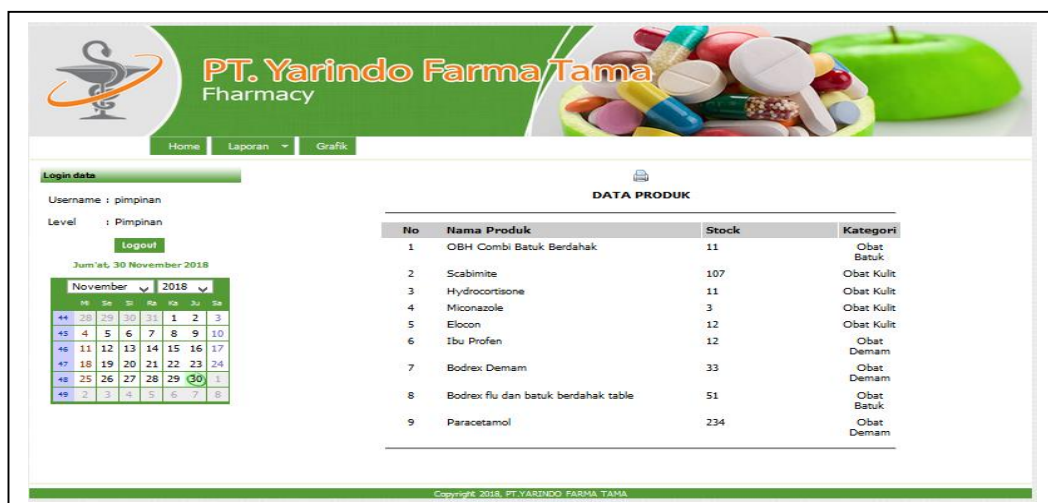 PT. Yarindo Farma Tama
Fharmacy
Home Laporan Grafik
Login data
Username : pimpinan
Level : Pimpinan
Logout
Jum'at, 30 November 2018
November 2018
Mi Se Sl Ra Ka Ju Sa
44 28 29 30 31 1 2 3
45 4 5 6 7 8 9 10
46 11 12 13 14 15 16 17
47 18 19 20 21 22 23 24
48 25 26 27 28 29 30 1
49 2 3 4 5 6 7 8
DATA PRODUK
No Nama Produk Stock Kategori
1 OBH Combi Batuk Berdahak 11 Obat
Batuk
2 Scabimite 107 Obat Kulit
3 Hydrocortisone 11 Obat Kulit
4 Miconazole 3 Obat Kulit
5 Elocon 12 Obat Kulit
6 Ibu Profen 12 Obat
Demam
7 Bodrex Demam 33 Obat
Demam
8 Bodrex flu dan batuk berdahak table 51 Obat
Batuk
9 Paracetamol 234 Obat
Demam
Copyright 2018, PT.YARINDO FARMA TAMA